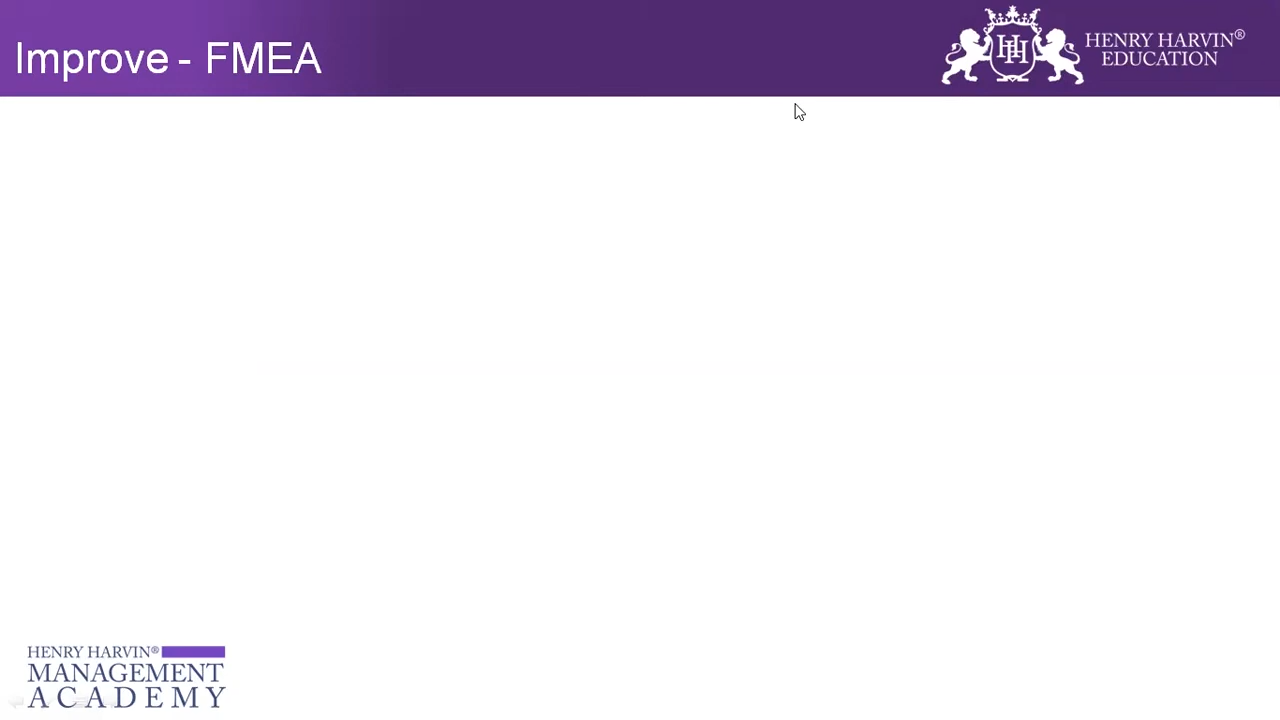 Improve - FMEA
HENRY HARVIN®
EDUCATION
HENRY HARVIN®
MANAGEMENT
ACADEMY